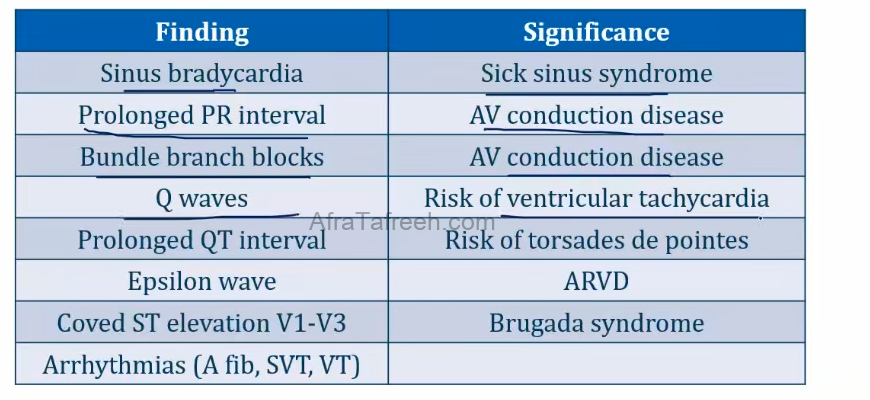 Finding Significance
Sinus bradycardia Sick sinus syndrome
Prolonged PR interval AV conduction disease
Bundle branch blocks AV conduction disease
Q waves Risk of ventricular tachycardia
AfraTafreeh.com
Prolonged QT interval Risk of torsades de pointes
Epsilon wave ARVD
Coved ST elevation V1-V3 Brugada syndrome
Arrhythmias (A fib, SVT, VT)